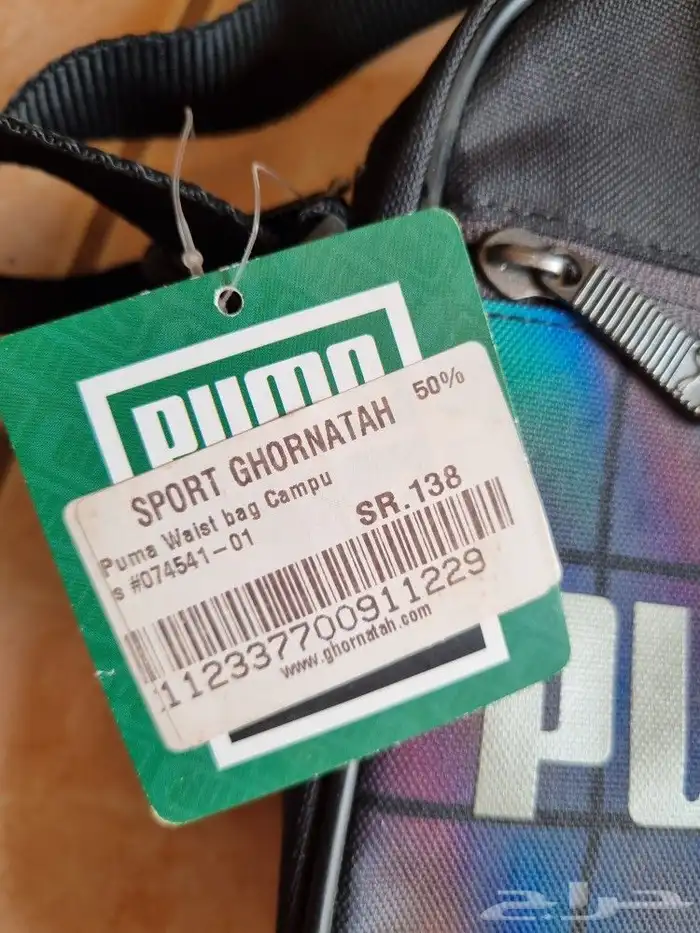 PUMA
SPORT GHORNATAH 50%
Puma Waist bag Campu
s #074541-01
SR.138
112337700911229
www.ghornatah.com
PU
حراج